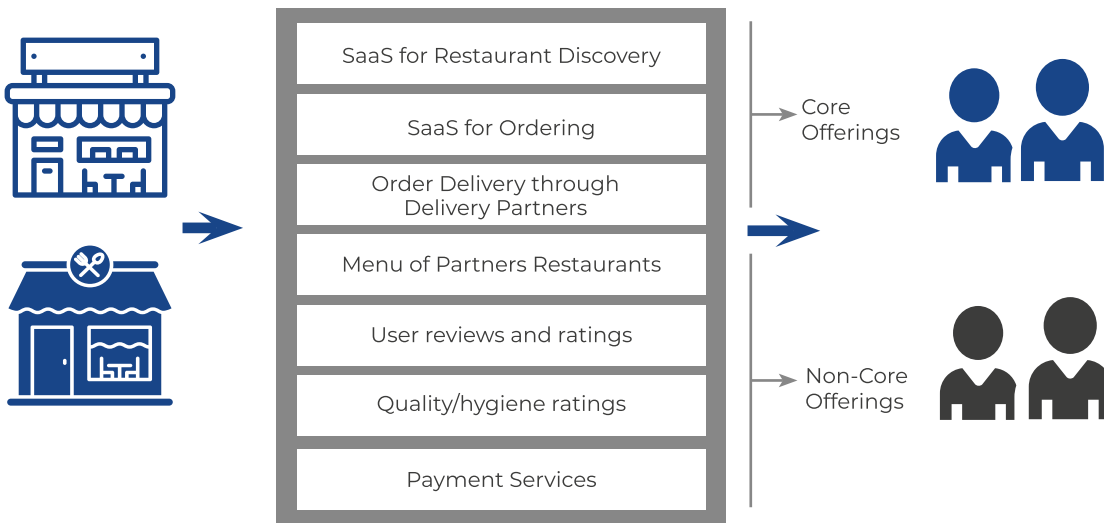 SaaS for Restaurant Discovery
SaaS for Ordering
Order Delivery through
Delivery Partners
Menu of Partners Restaurants
User reviews and ratings
Quality/hygiene ratings
Payment Services
Core
Offerings
Non-Core
Offerings